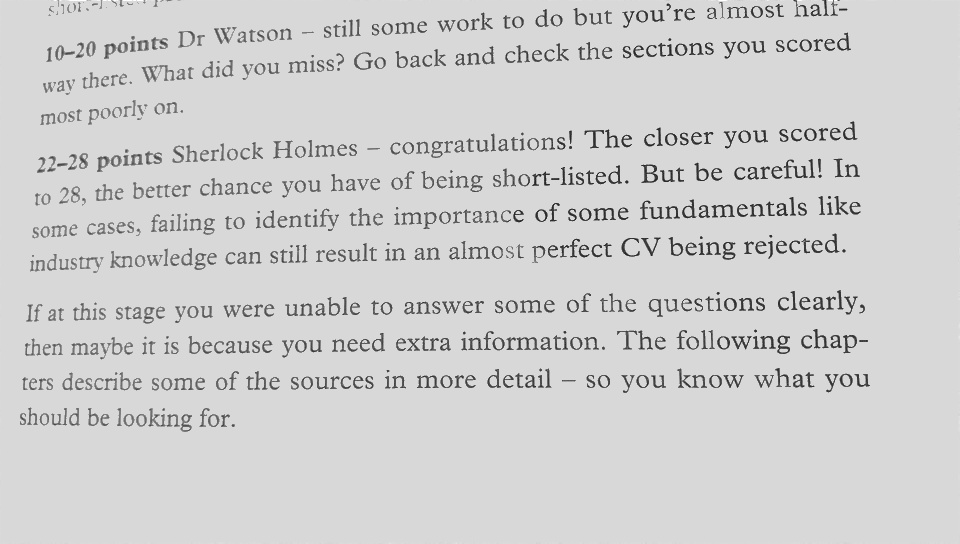 10–20 points Dr Watson – still some work to do but you're almost half-
way there. What did you miss? Go back and check the sections you scored
most poorly on.
22–28 points Sherlock Holmes – congratulations! The closer you scored
to 28, the better chance you have of being short-listed. But be careful! In
some cases, failing to identify the importance of some fundamentals like
industry knowledge can still result in an almost perfect CV being rejected.
If at this stage you were unable to answer some of the questions clearly,
then maybe it is because you need extra information. The following chap-
ters describe some of the sources in more detail – so you know what you
should be looking for.